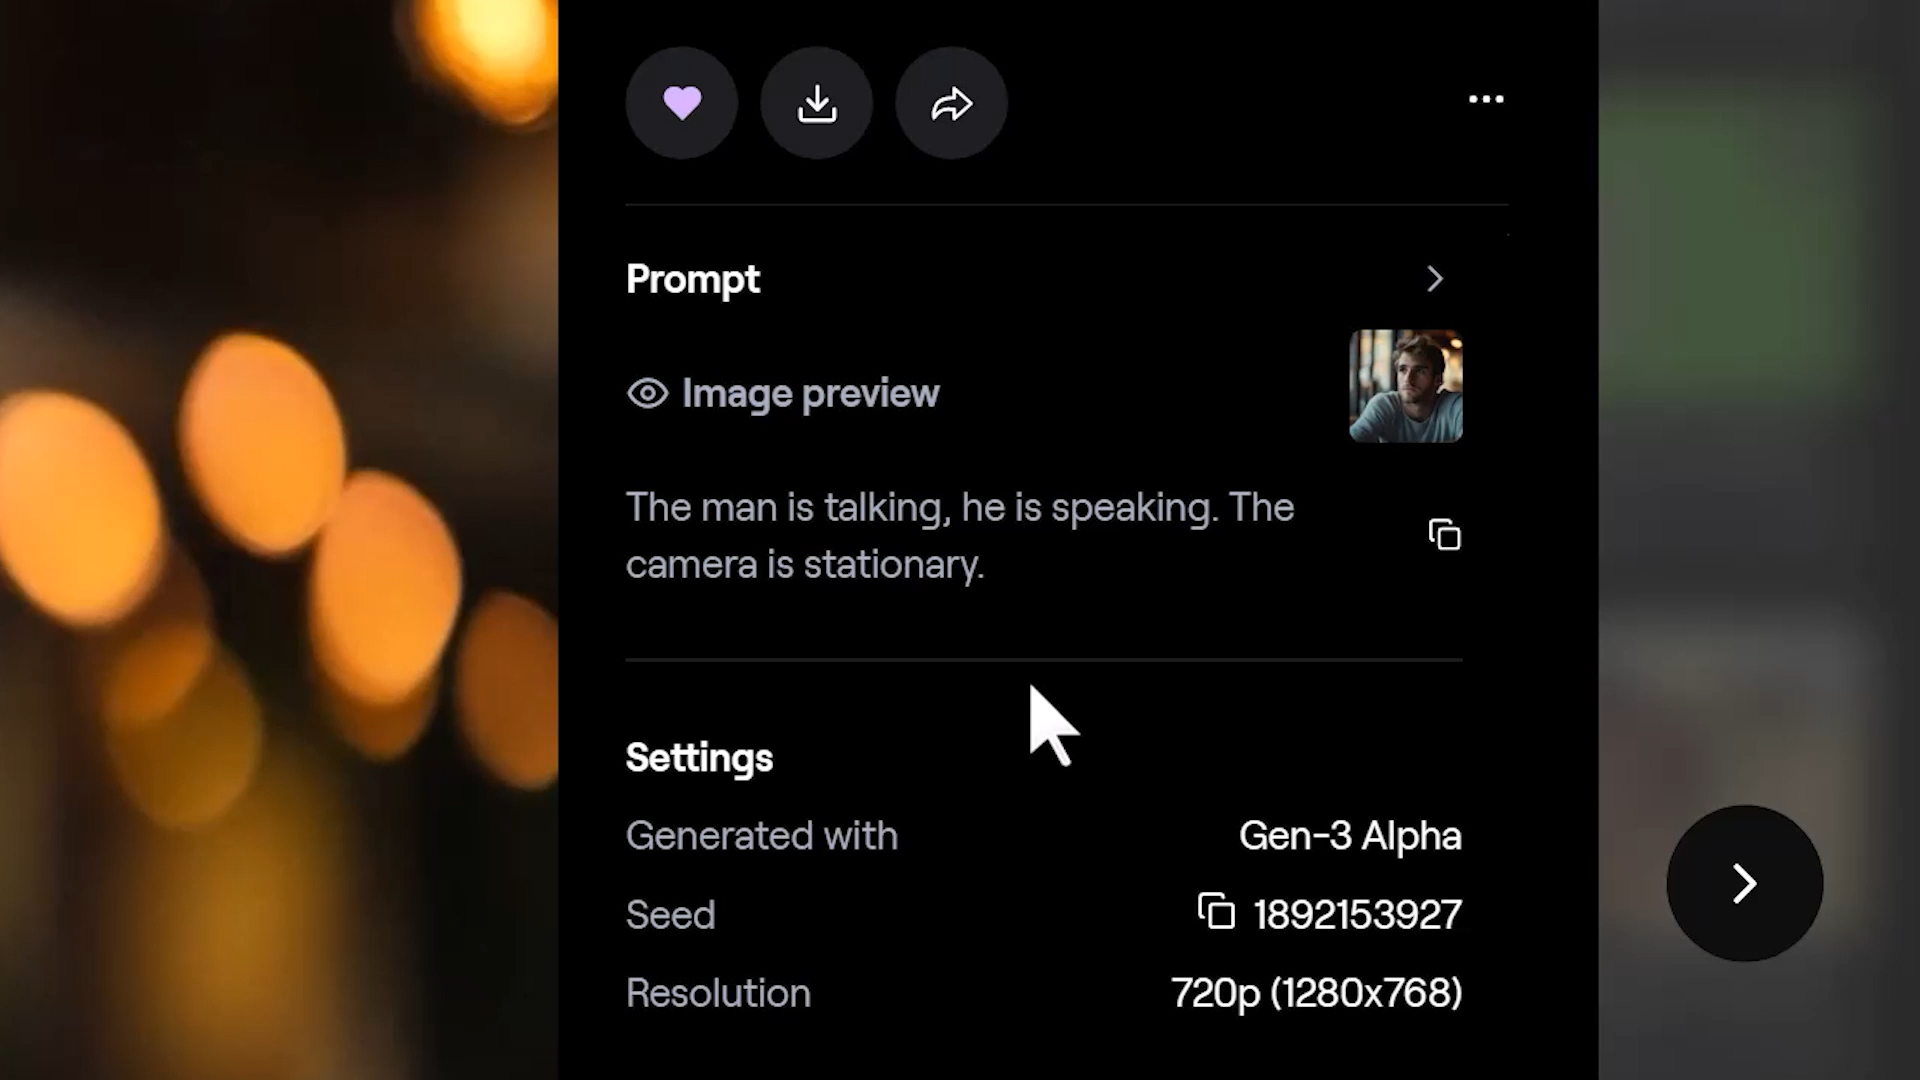 Prompt
Image preview
The man is talking, he is speaking. The
camera is stationary.
Settings
Generated with Gen-3 Alpha
Seed 1892153927
Resolution 720p (1280x768)